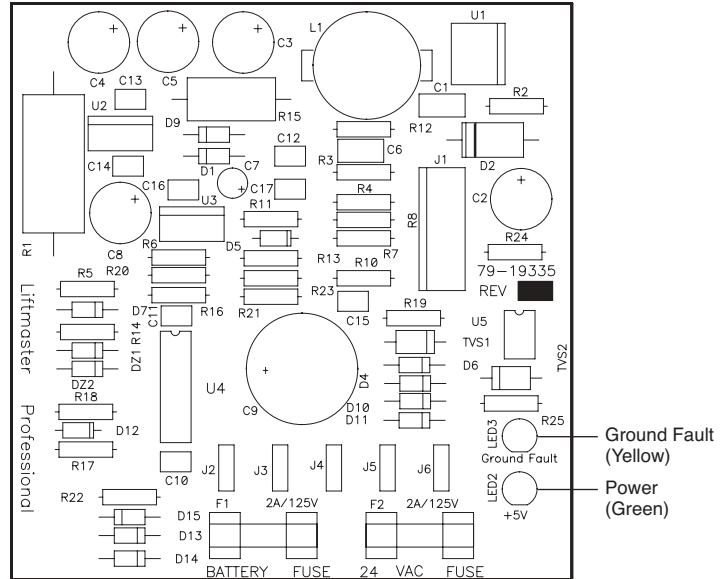 C4
C5
C3
L1
U1
C13
U2
D9
R15
C1
R2
R12
C14
D1
C7
C12
R3
C6
J1
D2
C16
C17
R4
C2
U3
R11
R8
R1
C8
R6
D5
R13
R7
R24
R5
R20
R10
79-19335
REV
D7
C11
R16
R21
R23
C15
R19
U5
R14
DZ1
TVS1
TVS2
DZ2
U4
D4
D6
R18
C9
D10
D11
D12
R25
R17
C10
J2
J3
J4
J5
J6
LED3
Ground Fault
Ground Fault
(Yellow)
LED2
+5V
Power
(Green)
R22
F1
2A/125V
F2
2A/125V
D15
D13
D14
BATTERY FUSE
24 VAC FUSE
Liftmaster Professional